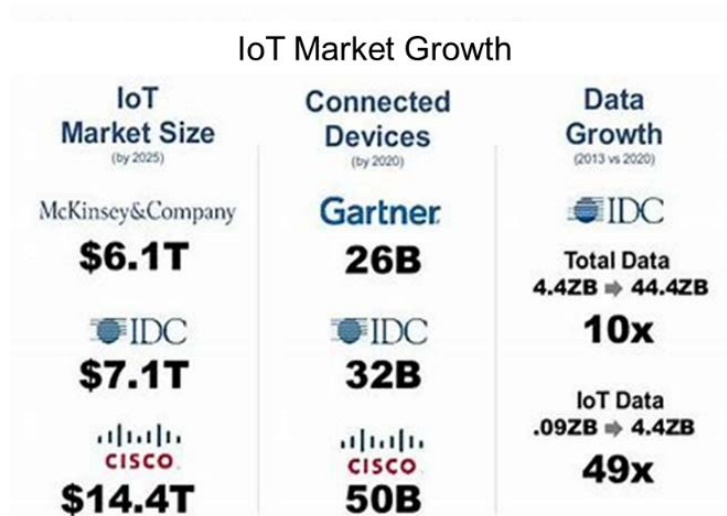 IoT Market Growth
IoT
Market Size
(by 2025)
McKinsey&Company
$6.1T
IDC
$7.1T
CISCO
$14.4T
Connected
Devices
(by 2020)
Gartner
26B
IDC
32B
CISCO
50B
Data
Growth
(2013 vs 2020)
IDC
Total Data
4.4ZB ➡ 44.4ZB
10x
IoT Data
.09ZB ➡ 4.4ZB
49x